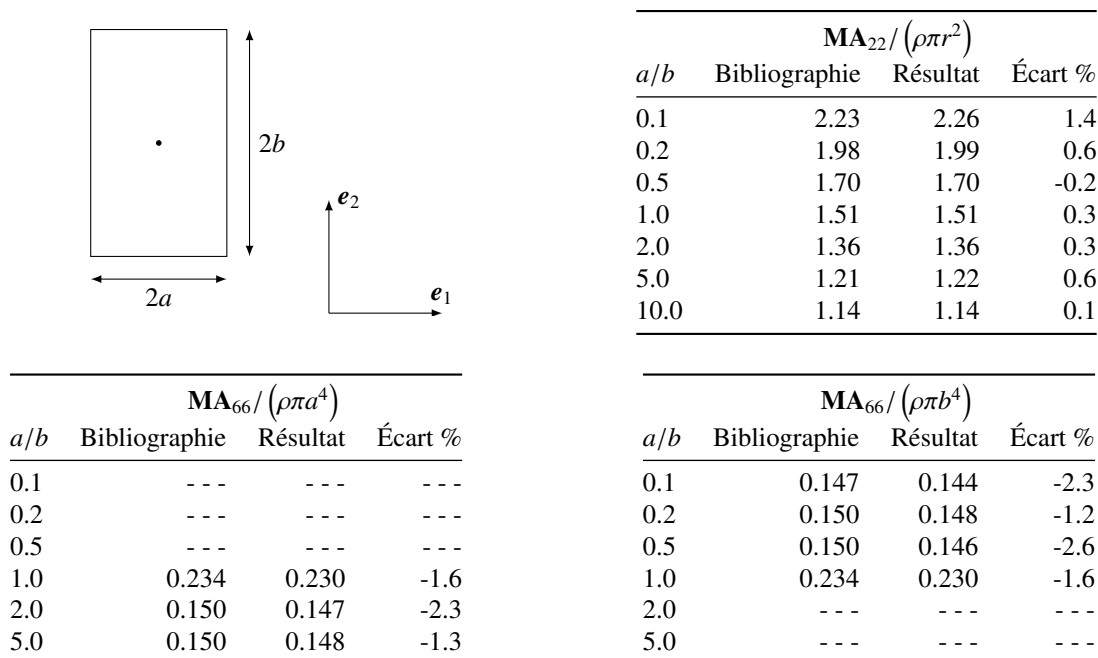 2b
e₂
2a
e₁
MA₂₂/(ρπr²)
a/b Bibliographie Résultat Écart %
0.1 2.23 2.26 1.4
0.2 1.98 1.99 0.6
0.5 1.70 1.70 -0.2
1.0 1.51 1.51 0.3
2.0 1.36 1.36 0.3
5.0 1.21 1.22 0.6
10.0 1.14 1.14 0.1
MA₆₆/(ρπa⁴)
a/b Bibliographie Résultat Écart %
0.1 - - - - - - - - -
0.2 - - - - - - - - -
0.5 - - - - - - - - -
1.0 0.234 0.230 -1.6
2.0 0.150 0.147 -2.3
5.0 0.150 0.148 -1.3
MA₆₆/(ρπb⁴)
a/b Bibliographie Résultat Écart %
0.1 0.147 0.144 -2.3
0.2 0.150 0.148 -1.2
0.5 0.150 0.146 -2.6
1.0 0.234 0.230 -1.6
2.0 - - - - - - - - -
5.0 - - - - - - - - -